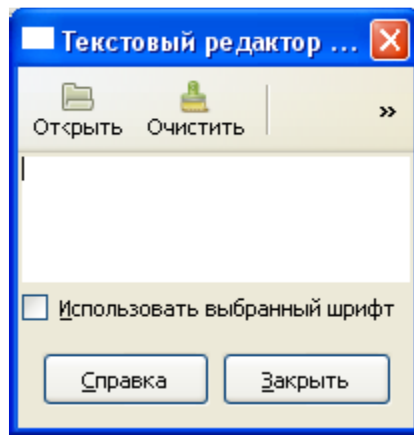 Текстовый редактор ...
Открыть Очистить »
Использовать выбранный шрифт
Справка Закрыть